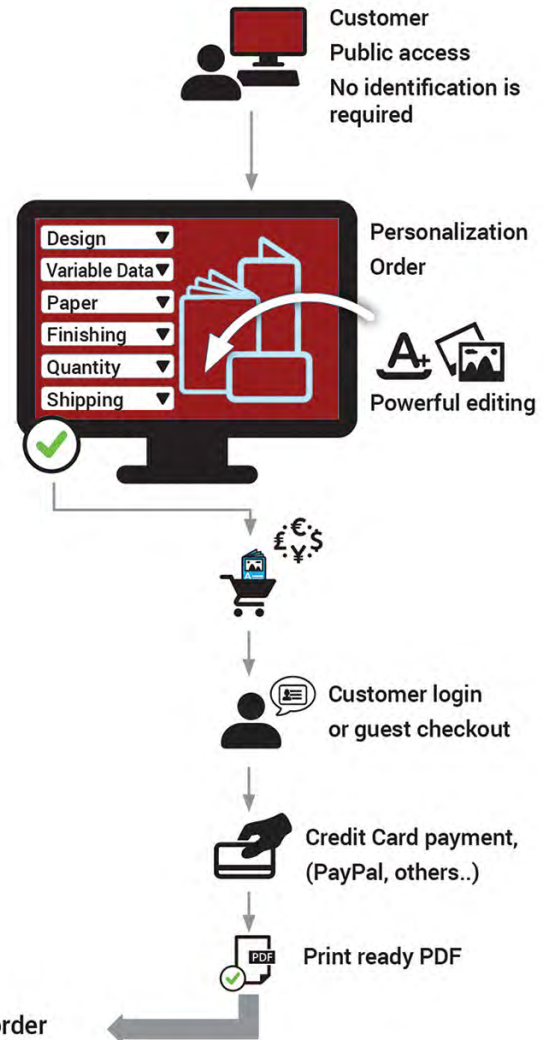 Customer
Public access
No identification is
required
Design
Variable Data
Paper
Finishing
Quantity
Shipping
Personalization
Order
A+
Powerful editing
£ € ¥ $
A
Customer login
or guest checkout
Credit Card payment,
(PayPal, others..)
PDF
Print ready PDF